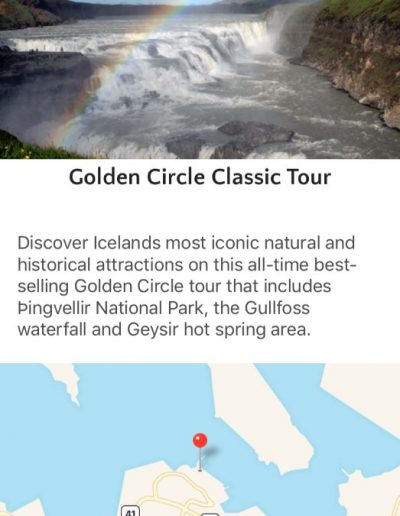 Golden Circle Classic Tour
Discover Icelands most iconic natural and
historical attractions on this all-time best-
selling Golden Circle tour that includes
Þingvellir National Park, the Gullfoss
waterfall and Geysir hot spring area.
41